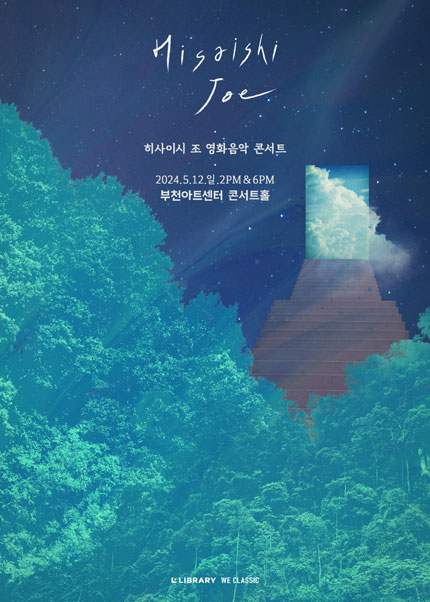 Hisaishi
Joe
히사이시 조 영화음악 콘서트
2024.5.12.일.2PM&6PM
부천아트센터 콘서트홀
LIBRARY WE CLASSIC